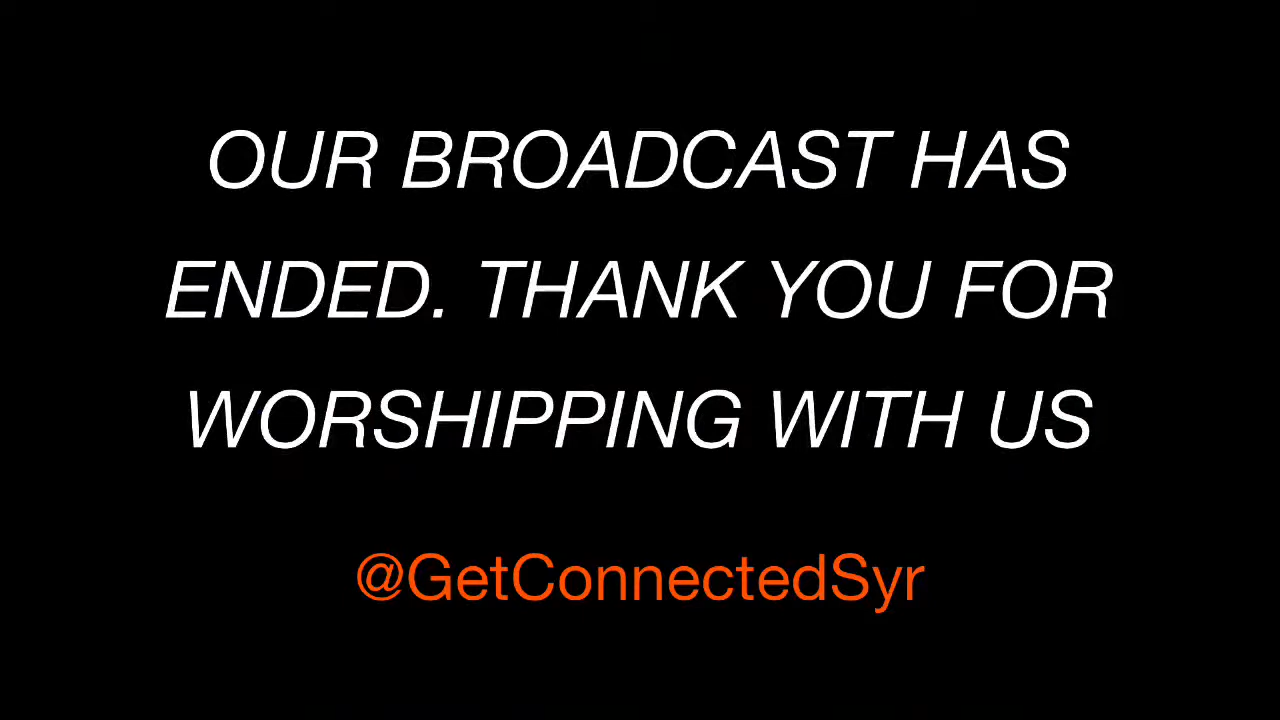 OUR BROADCAST HAS
ENDED. THANK YOU FOR
WORSHIPPING WITH US
@GetConnectedSyr